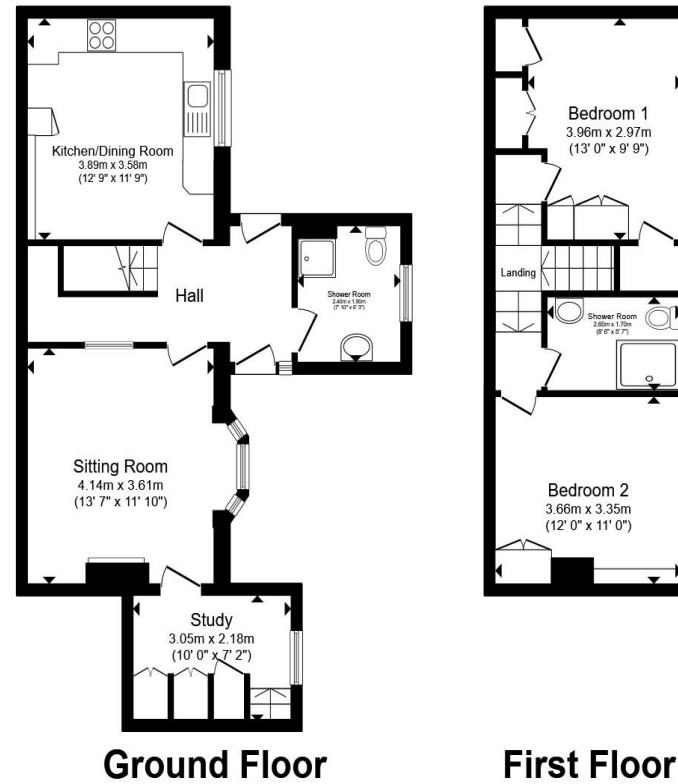 Kitchen/Dining Room
3.89m x 3.58m
(12' 9" x 11' 9")
Hall
Shower Room
2.40m x 1.90m
(7' 10" x 6' 3")
Sitting Room
4.14m x 3.61m
(13' 7" x 11' 10")
Study
3.05m x 2.18m
(10' 0" x 7' 2")
Ground Floor
Bedroom 1
3.96m x 2.97m
(13' 0" x 9' 9")
Landing
Shower Room
2.60m x 1.70m
(8' 6" x 5' 7")
Bedroom 2
3.66m x 3.35m
(12' 0" x 11' 0")
First Floor